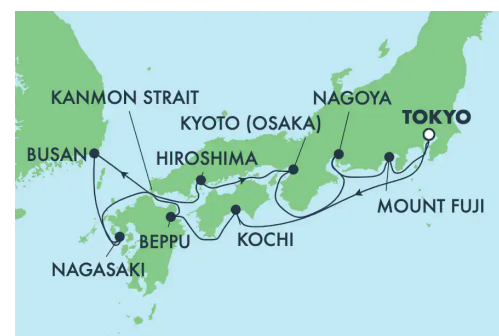 KANMON STRAIT
NAGOYA
TOKYO
KYOTO (OSAKA)
BUSAN
HIROSHIMA
MOUNT FUJI
BEPPU
KOCHI
NAGASAKI